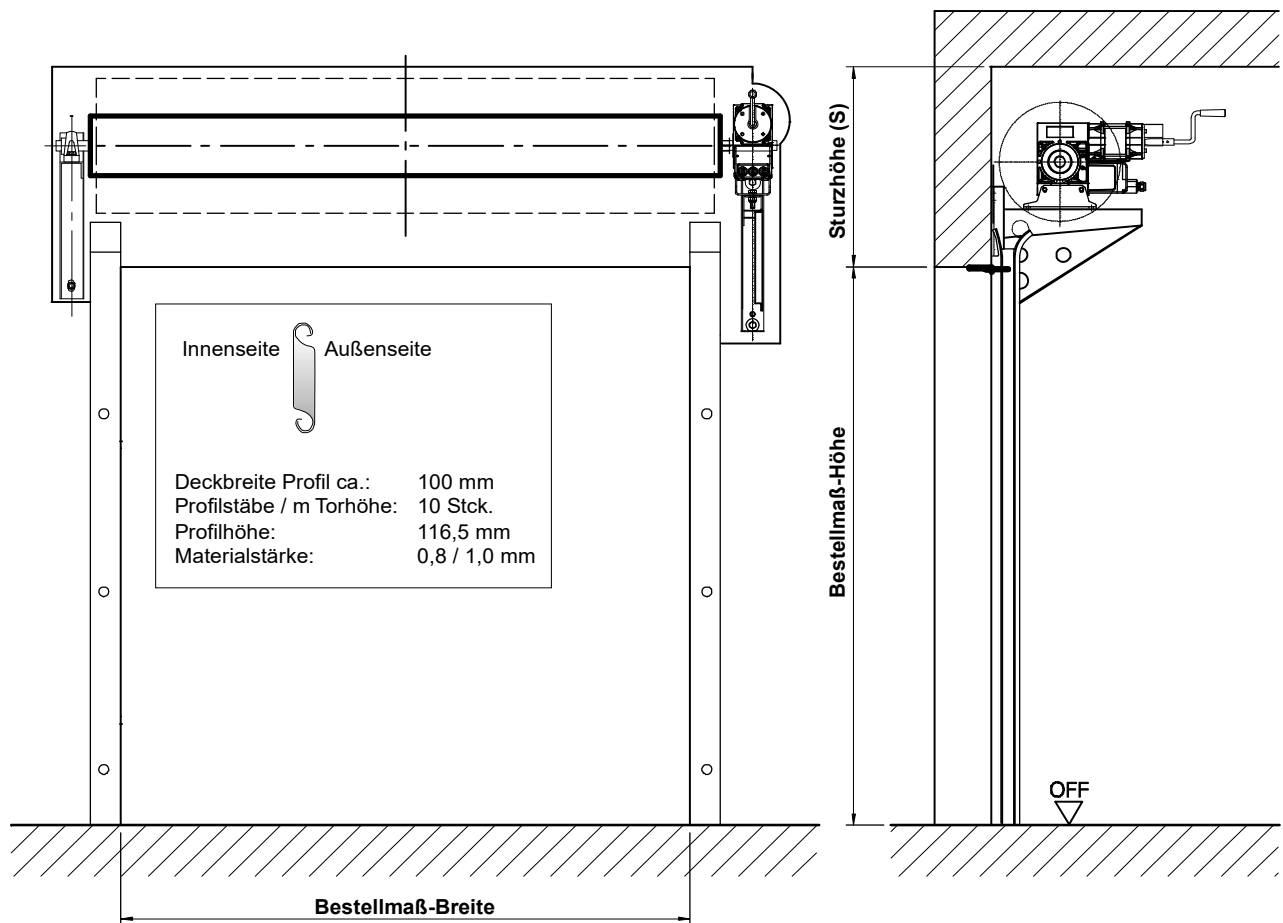 Sturzhöhe (S)
Innenseite Außenseite
Deckbreite Profil ca.: 100 mm
Profilstäbe / m Torhöhe: 10 Stck.
Profilhöhe: 116,5 mm
Materialstärke: 0,8 / 1,0 mm
Bestellmaß-Höhe
OFF
Bestellmaß-Breite